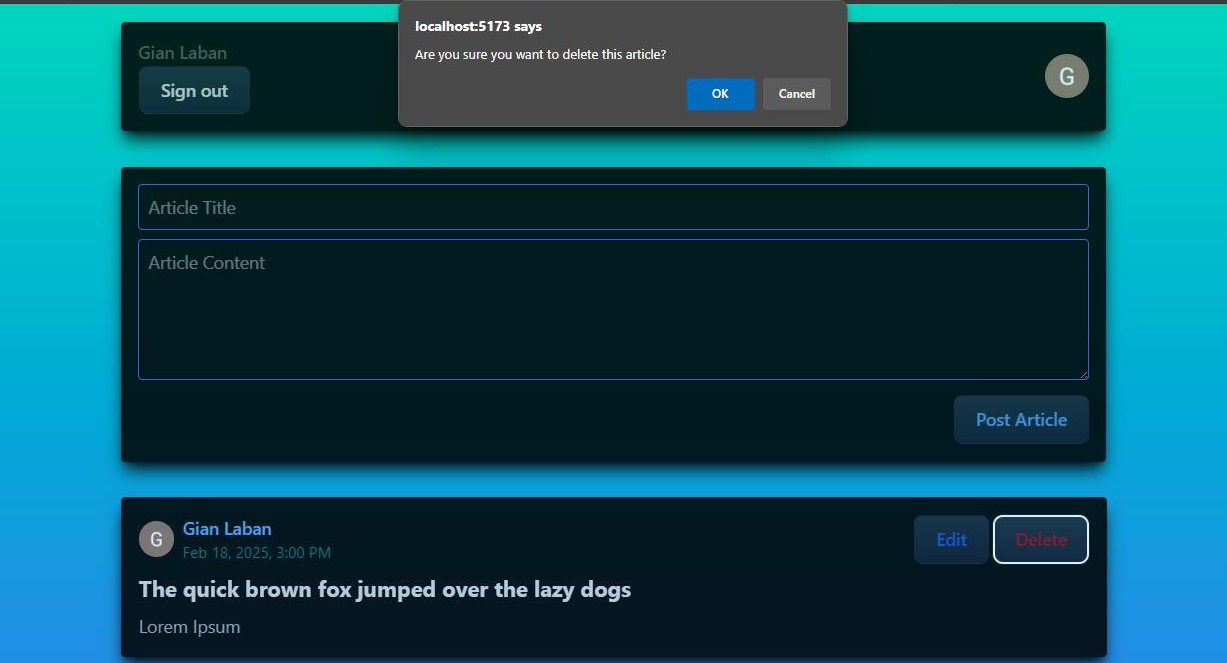 localhost:5173 says
Are you sure you want to delete this article?
OK Cancel
Gian Laban
Sign out
G
Article Title
Article Content
Post Article
G
Gian Laban
Feb 18, 2025, 3:00 PM
Edit Delete
The quick brown fox jumped over the lazy dogs
Lorem Ipsum